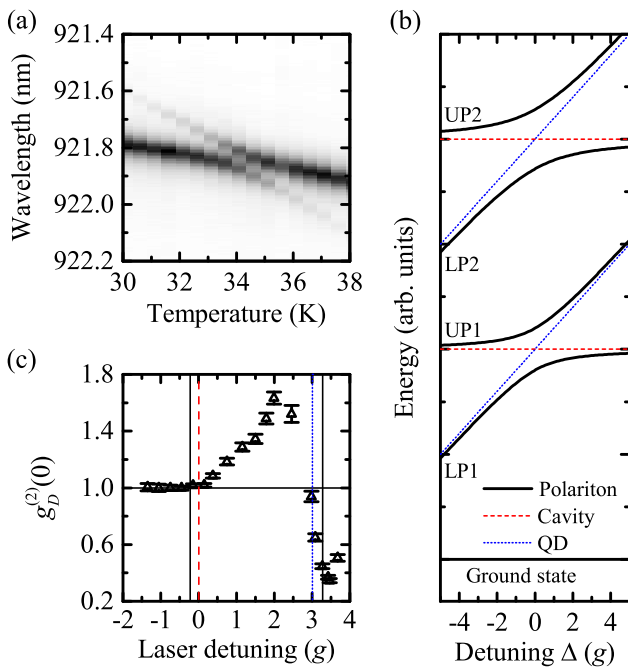 (a)
921.4
921.6
921.8
922.0
922.2
Wavelength (nm)
30 32 34 36 38
Temperature (K)
(b)
UP2
LP2
UP1
LP1
Polariton
Cavity
QD
Ground state
Energy (arb. units)
-4 -2 0 2 4
Detuning Δ (g)
(c)
1.8
1.4
1.0
0.6
0.2
g_D^{(2)}(0)
-2 -1 0 1 2 3 4
Laser detuning (g)